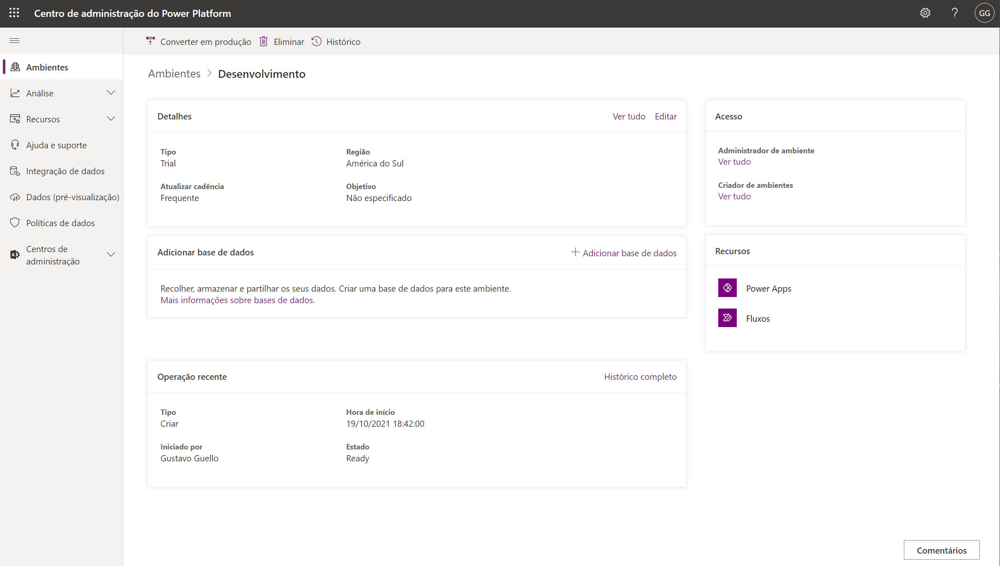 Centro de administração do Power Platform
GG
Converter em produção
Eliminar
Histórico
Ambientes
Análise
Recursos
Ajuda e suporte
Integração de dados
Dados (pré-visualização)
Políticas de dados
Centros de
administração
Ambientes > Desenvolvimento
Detalhes
Ver tudo
Editar
Tipo
Trial
Região
América do Sul
Atualizar cadência
Frequente
Objetivo
Não especificado
Adicionar base de dados
+ Adicionar base de dados
Recolher, armazenar e partilhar os seus dados. Criar uma base de dados para este ambiente.
Mais informações sobre bases de dados.
Operação recente
Histórico completo
Tipo
Criar
Hora de início
19/10/2021 18:42:00
Iniciado por
Gustavo Guello
Estado
Ready
Acesso
Administrador de ambiente
Ver tudo
Criador de ambientes
Ver tudo
Recursos
Power Apps
Fluxos
Comentários